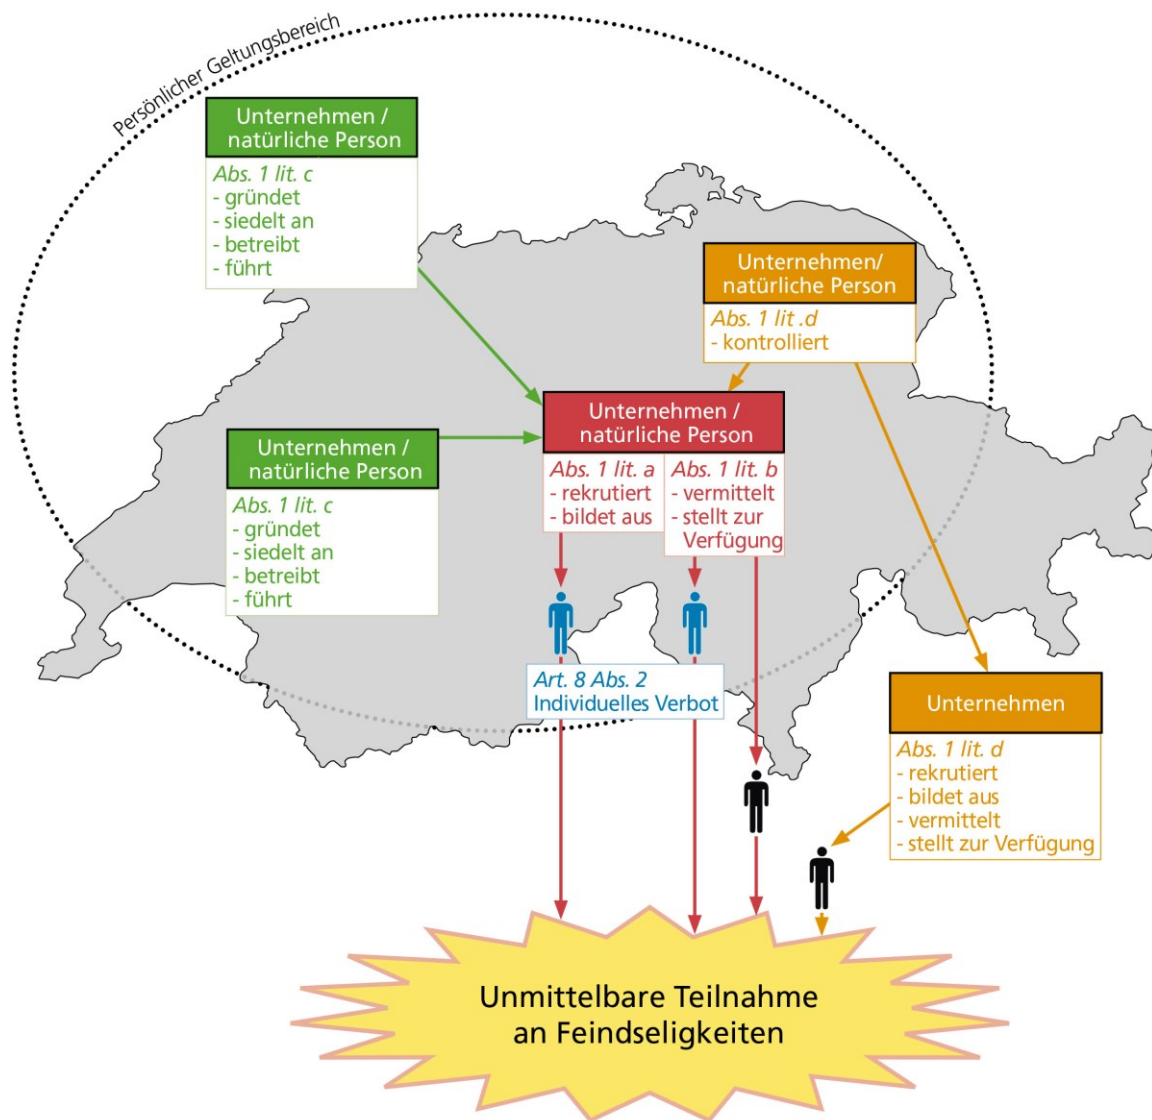 Persönlicher Geltungsbereich
Unternehmen /
natürliche Person
Abs. 1 lit. c
- gründet
- siedelt an
- betreibt
- führt
Unternehmen/
natürliche Person
Abs. 1 lit .d
- kontrolliert
Unternehmen /
natürliche Person
Abs. 1 lit. a
- rekrutiert
- bildet aus
Abs. 1 lit. b
- vermittelt
- stellt zur
Verfügung
Unternehmen /
natürliche Person
Abs. 1 lit. c
- gründet
- siedelt an
- betreibt
- führt
Art. 8 Abs. 2
Individuelles Verbot
Unternehmen
Abs. 1 lit. d
- rekrutiert
- bildet aus
- vermittelt
- stellt zur Verfügung
Unmittelbare Teilnahme
an Feindseligkeiten